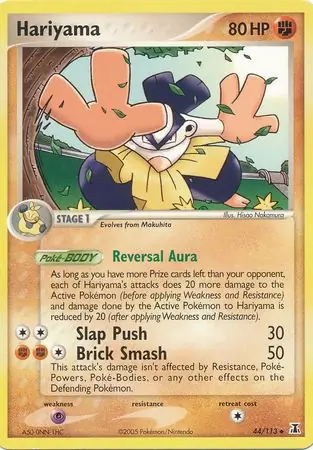 Hariyama 80 HP
Illus. Hisao Nakamura
STAGE 1
Evolves from Makuhita
Poké-BODY Reversal Aura
As long as you have more Prize cards left than your opponent,
each of Hariyama's attacks does 20 more damage to the
Active Pokémon (before applying Weakness and Resistance)
and damage done by the Active Pokémon to Hariyama is
reduced by 20 (after applying Weakness and Resistance).
Slap Push 30
Brick Smash 50
This attack's damage isn't affected by Resistance, Poké-
Powers, Poké-Bodies, or any other effects on the
Defending Pokémon.
weakness resistance retreat cost
©2005 Pokémon/Nintendo 44/113